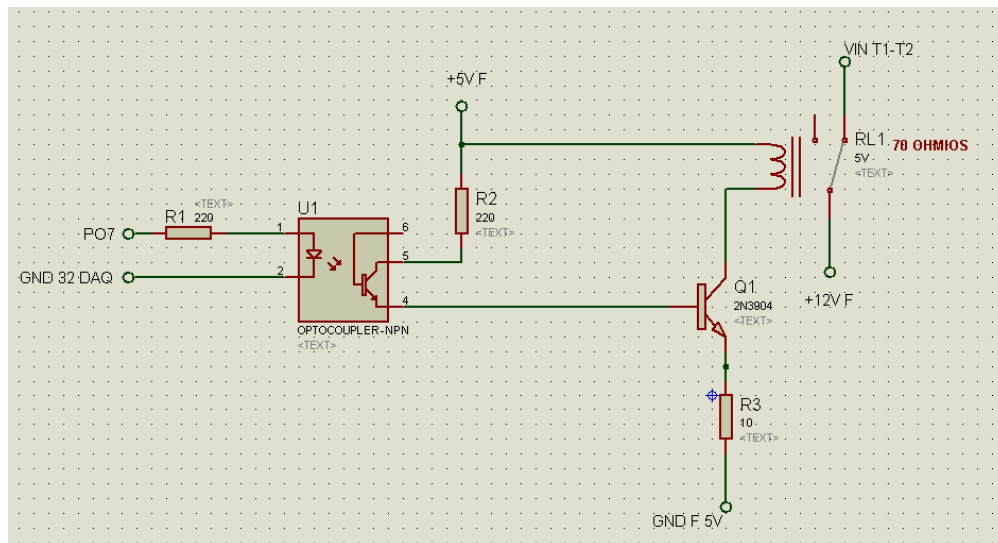 VIN T1-T2
+5V F
RL1 70 OHMIOS
5V
<TEXT>
<TEXT>
R1 220
U1
R2
220
<TEXT>
PO7
1
6
5
GND 32 DAQ
2
4
+12V F
Q1
2N3904
<TEXT>
OPTOCOUPLER-NPN
<TEXT>
R3
10
<TEXT>
GND F 5V